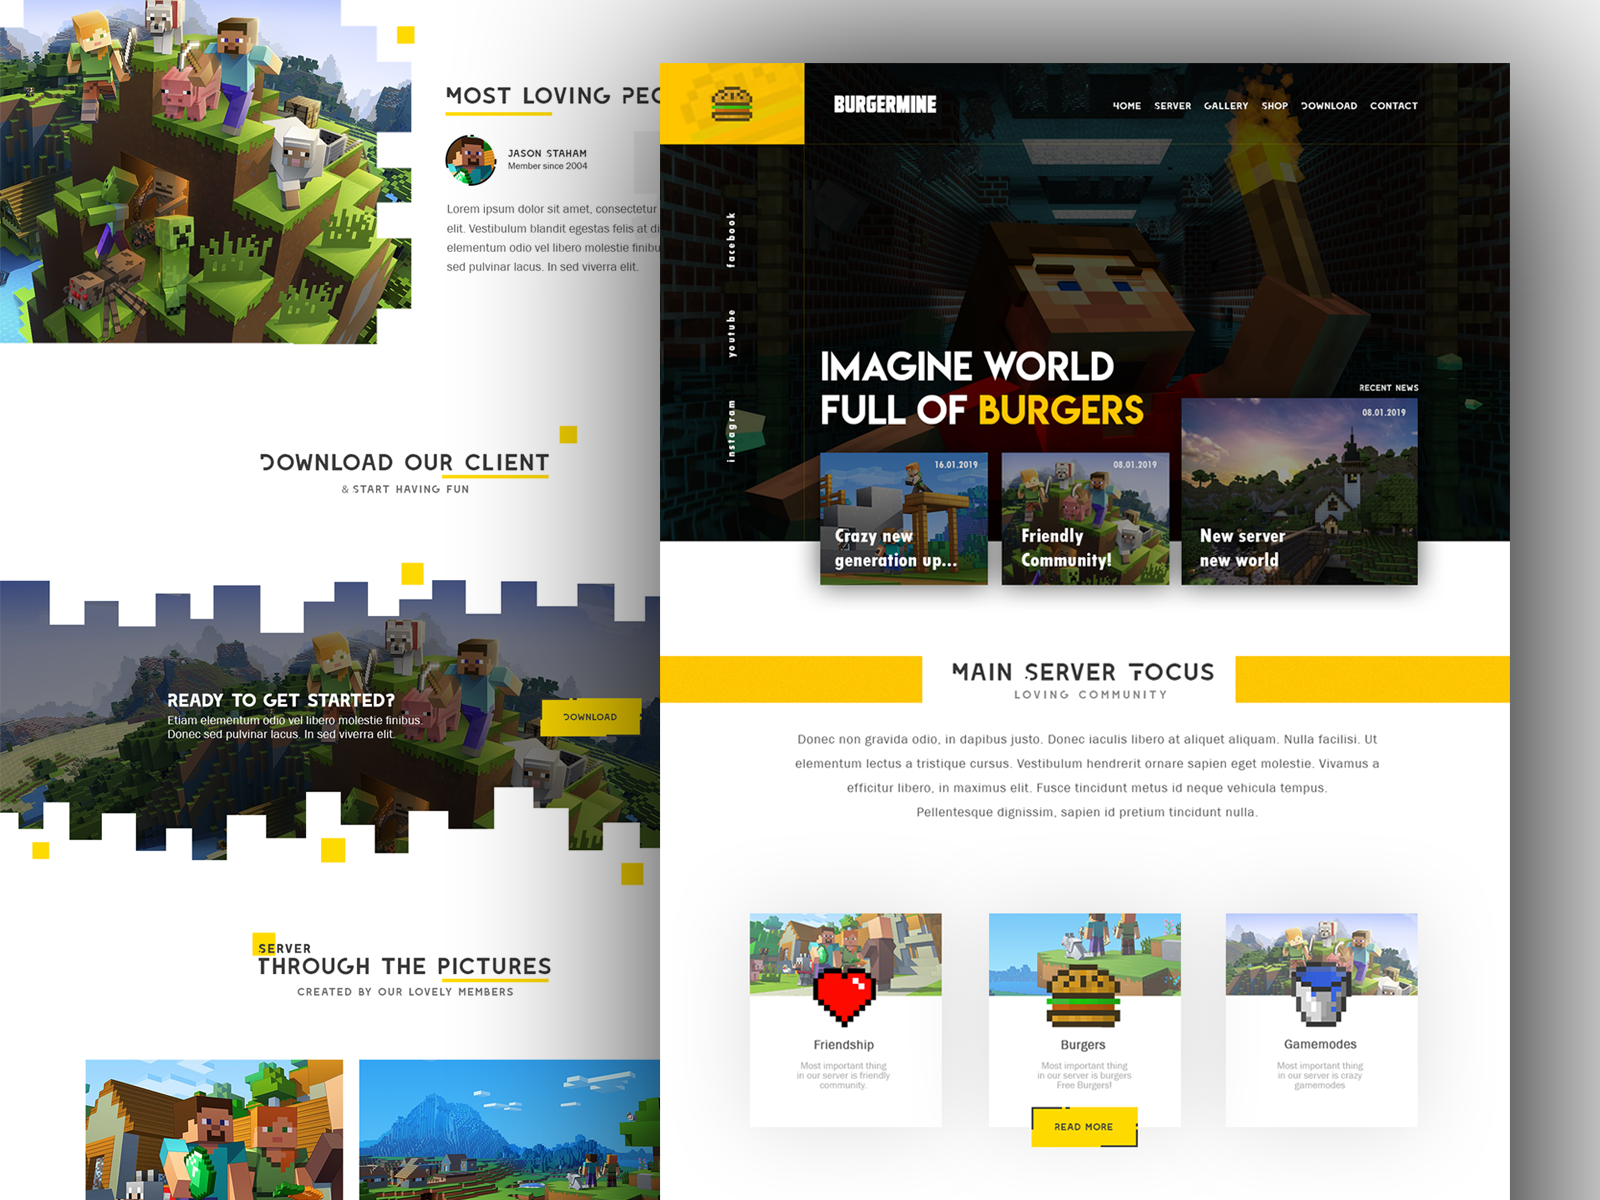 MOST LOVING
JASON STAHAM
Member since 2004
Lorem ipsum dolor sit amet, consectetur
elit. Vestibulum blandit egestas felis at
elementum odio vel libero molestie
sed pulvinar lacus. In sed viverra elit.
DOWNLOAD OUR CLIENT
& START HAVING FUN
READY TO GET STARTED?
Etiam elementum odio vel libero molestie finibus.
Donec sed pulvinar lacus. In sed viverra elit.
DOWNLOAD
SERVER
THROUGH THE PICTURES
CREATED BY OUR LOVELY MEMBERS
BURGERMINE
HOME SERVER GALLERY SHOP DOWNLOAD CONTACT
facebook
youtube
instagram
IMAGINE WORLD
FULL OF BURGERS
RECENT NEWS
16.01.2019
Crazy new
generation up...
08.01.2019
Friendly
Community!
08.01.2019
New server
new world
MAIN SERVER FOCUS
LOVING COMMUNITY
Donec non gravida odio, in dapibus justo. Donec iaculis libero at aliquet aliquam. Nulla facilisi. Ut
elementum lectus a tristique cursus. Vestibulum hendrerit ornare sapien eget molestie. Vivamus a
efficitur libero, in maximus elit. Fusce tincidunt metus id neque vehicula tempus.
Pellentesque dignissim, sapien id pretium tincidunt nulla.
Friendship
Most important thing
in our server is friendly
community.
Burgers
Most important thing
in our server is burgers
Free Burgers!
READ MORE
Gamemodes
Most important thing
in our server is crazy
gamemodes